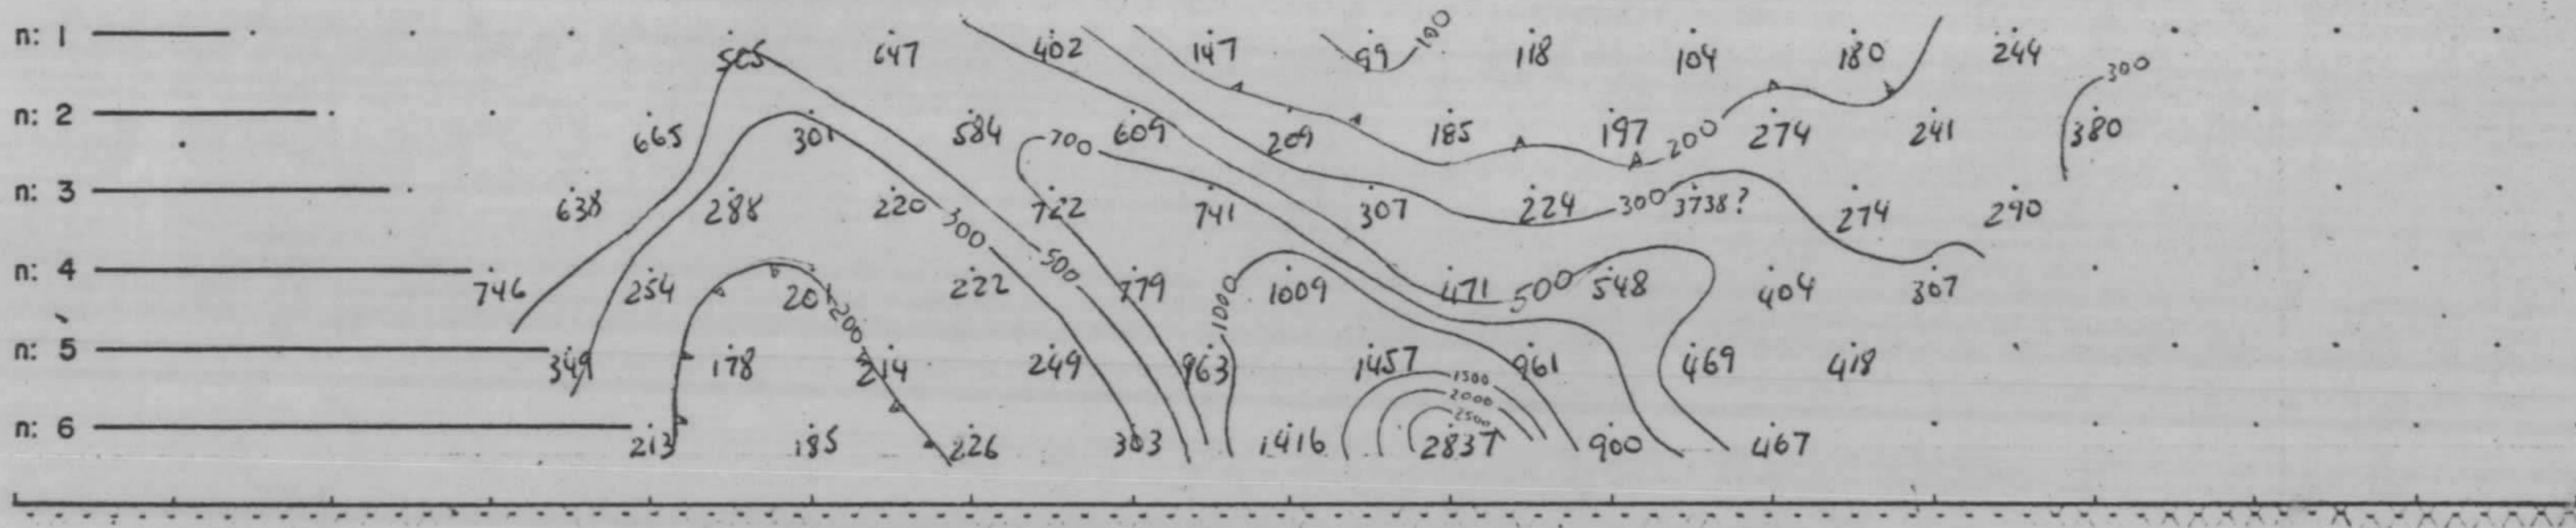 n: 1 505 647 402 147 99 100 118 104 180 244
300
n: 2 665 301 584 700 609 209 185 197 200 274 241 380
n: 3 638 288 220 300 722 741 307 224 300 3738? 274 290
n: 4 746 254 201 200 222 500 779 1000 1009 471 500 548 404 307
n: 5 349 178 214 249 963 1457 1500 961 469 418
2000
2500
n: 6 213 185 226 303 1416 2837 900 467